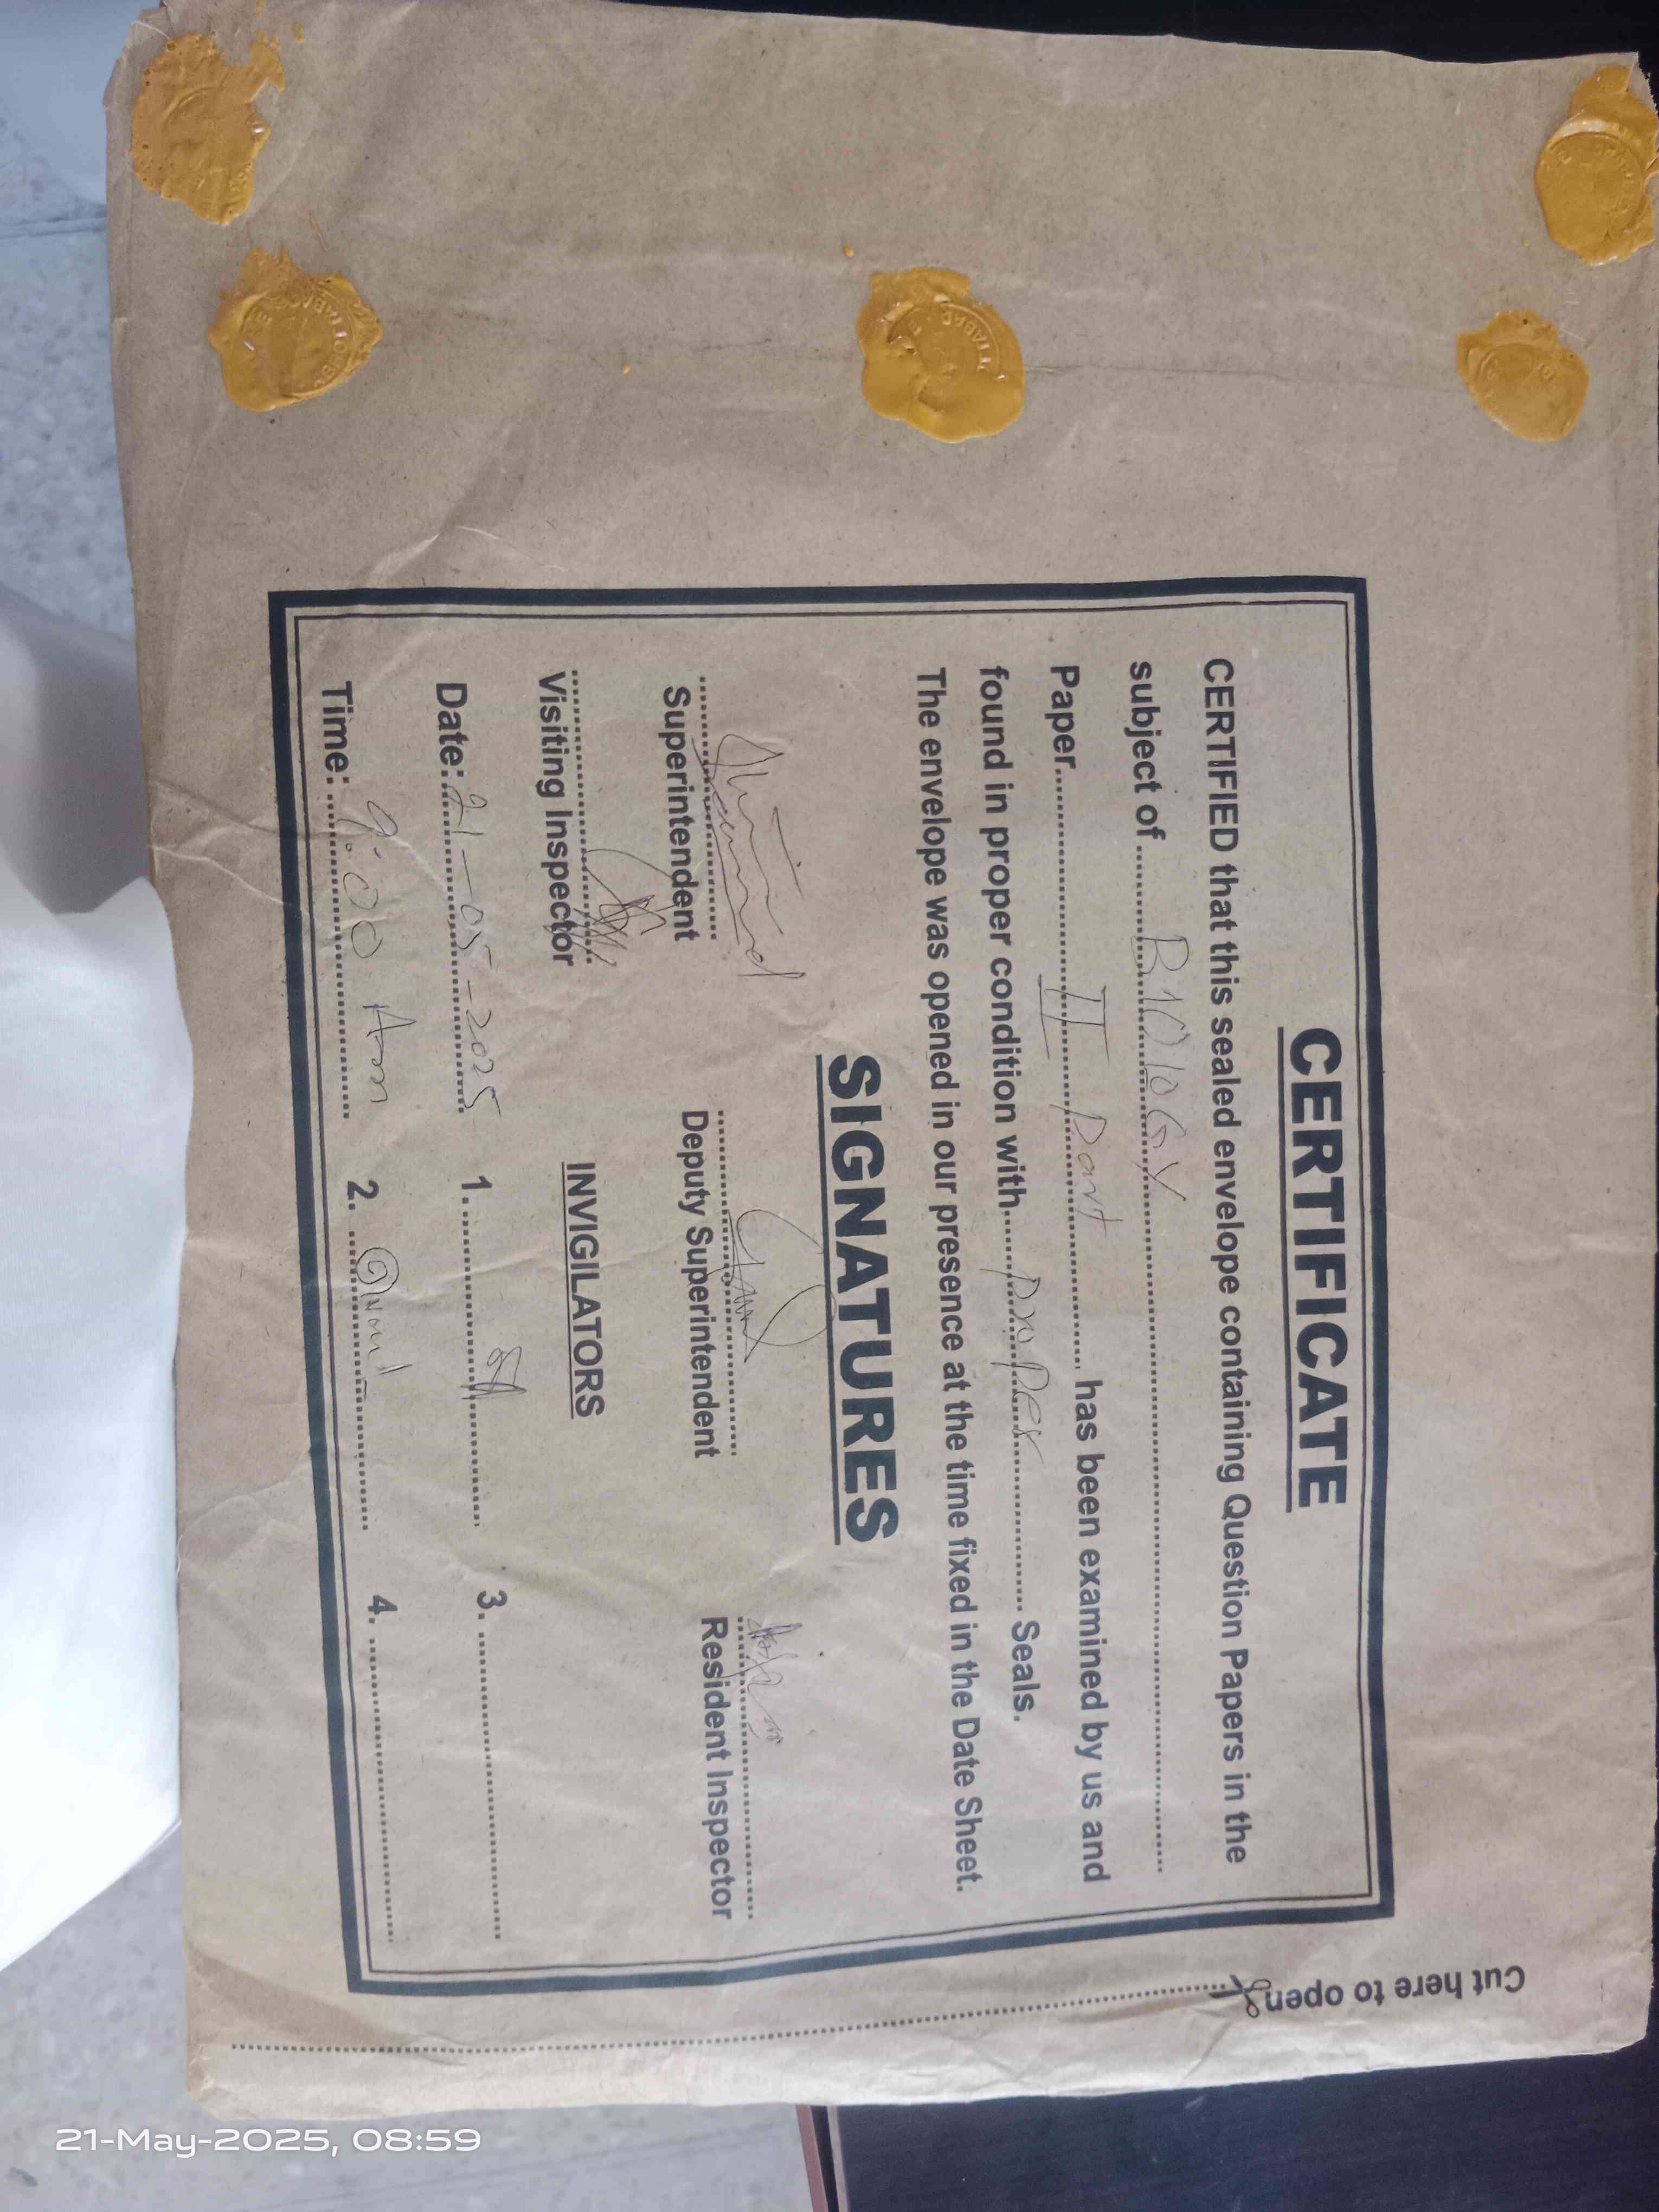 CERTIFICATE
CERTIFIED that this sealed envelope containing Question Papers in the
subject of .......... BIOlOGY ..........
Paper .......... II Part .......... has been examined by us and
found in proper condition with .......... proper .......... Seals.
The envelope was opened in our presence at the time fixed in the Date Sheet.
SIGNATURES
Superintendent Deputy Superintendent Resident Inspector
Visiting Inspector
INVIGILATORS
Date: 21-05-2025 1. .......... 3. ..........
Time: 9:00 Am 2. .......... 4. ..........
Cut here to open
21-May-2025, 08:59